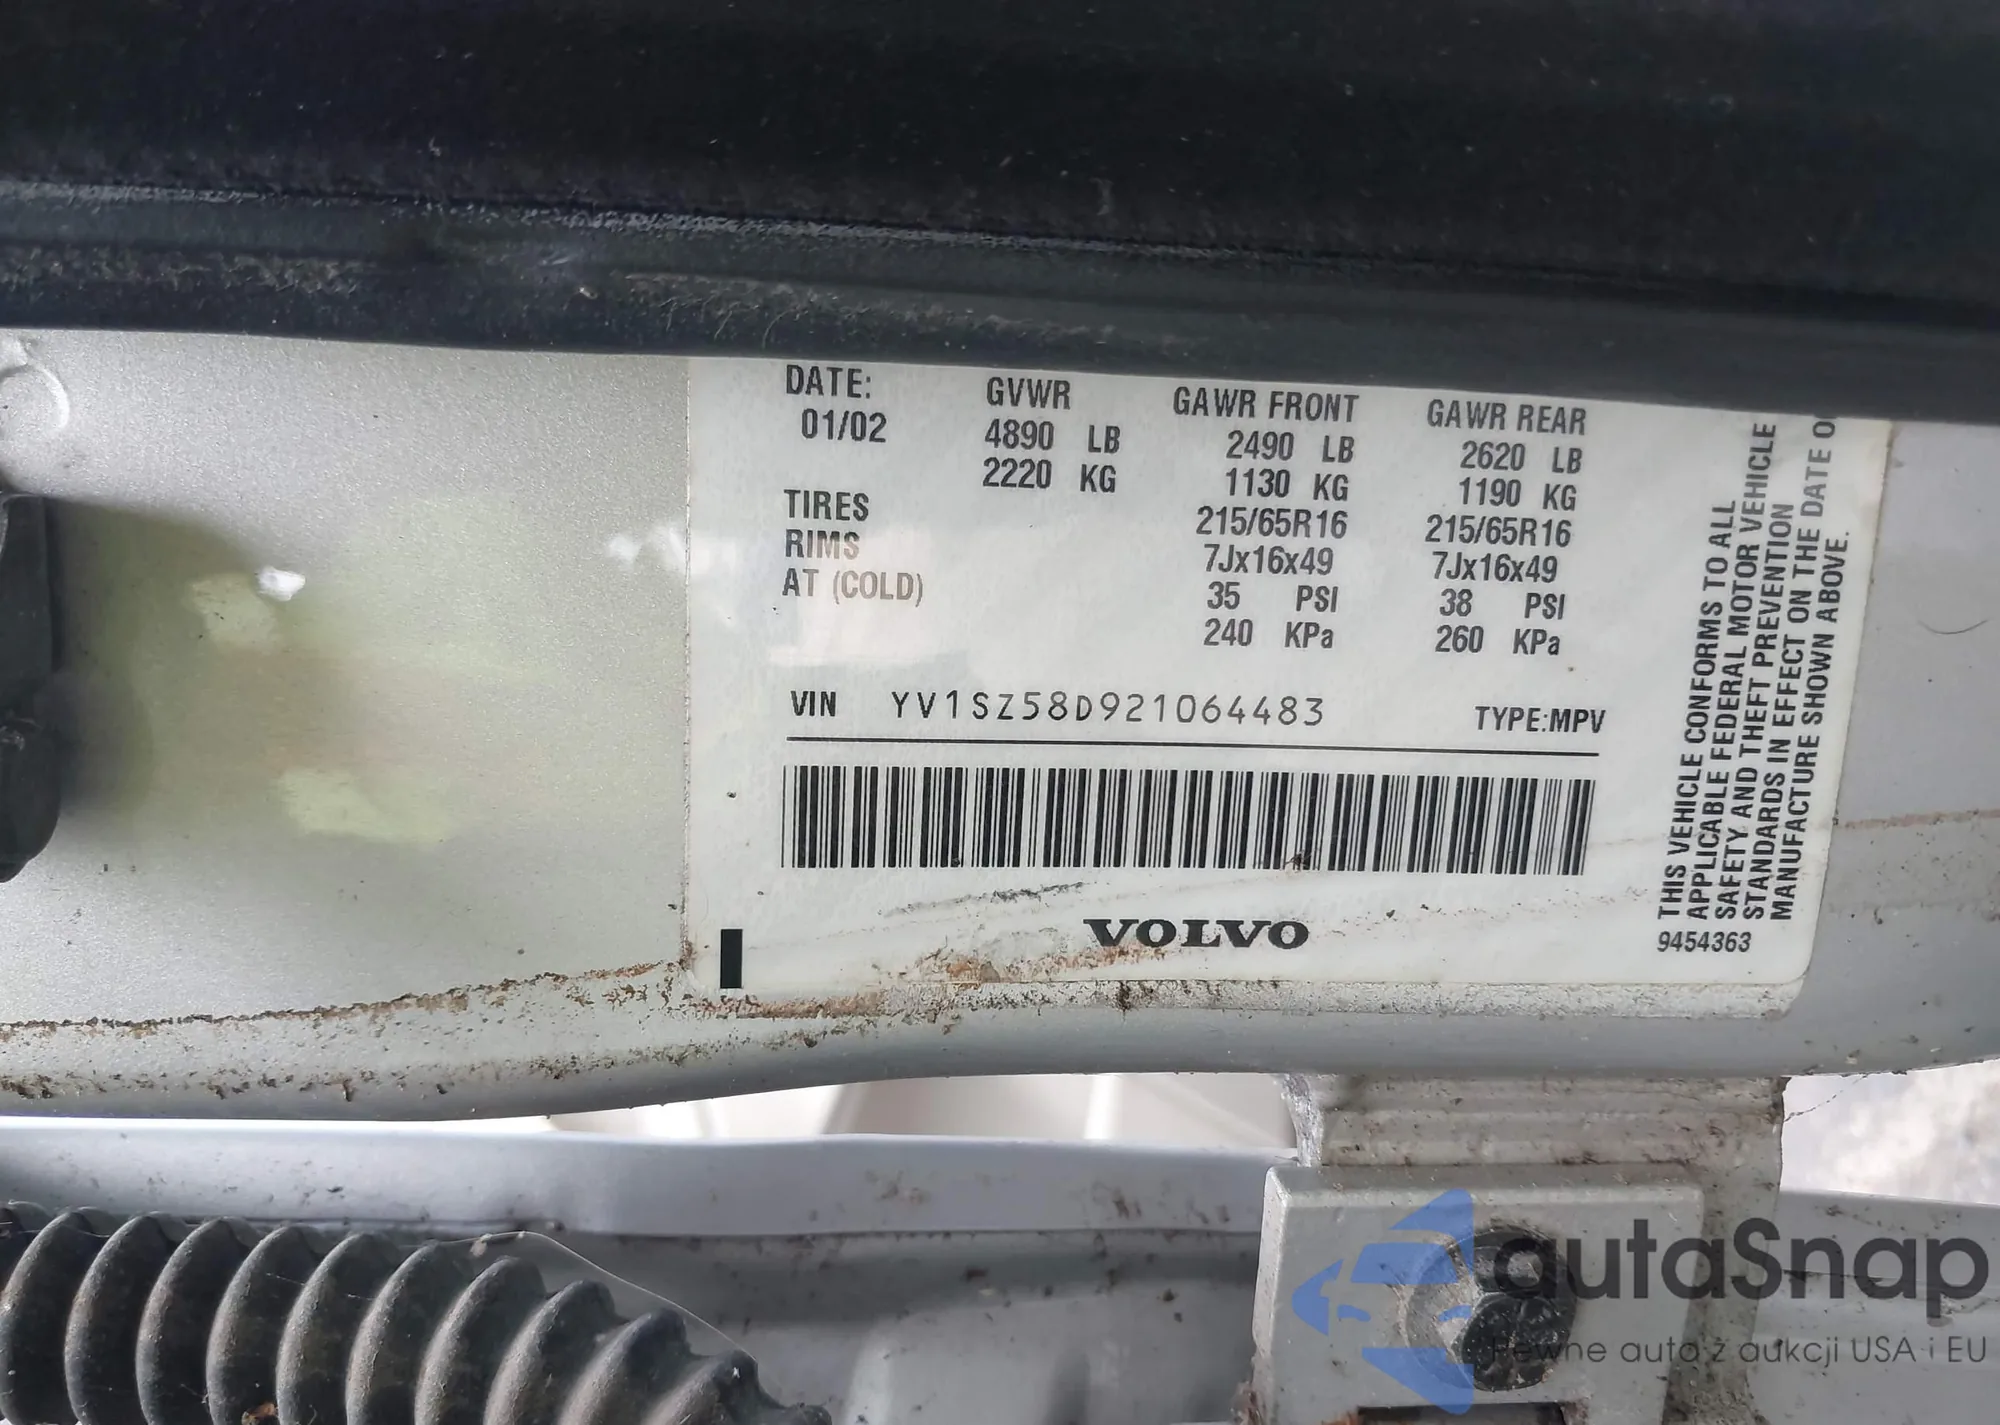 DATE: GVWR GAWR FRONT GAWR REAR
01/02 4890 LB 2490 LB 2620 LB
2220 KG 1130 KG 1190 KG
TIRES 215/65R16 215/65R16
RIMS 7Jx16x49 7Jx16x49
AT (COLD) 35 PSI 38 PSI
240 KPa 260 KPa
VIN YV1SZ58D921064483 TYPE:MPV
VOLVO
THIS VEHICLE CONFORMS TO ALL
APPLICABLE FEDERAL MOTOR VEHICLE
SAFETY AND THEFT PREVENTION
STANDARDS IN EFFECT ON THE DATE
MANUFACTURE SHOWN ABOVE.
9454363
autaSnap
Pewne auta z aukcji USA i EU